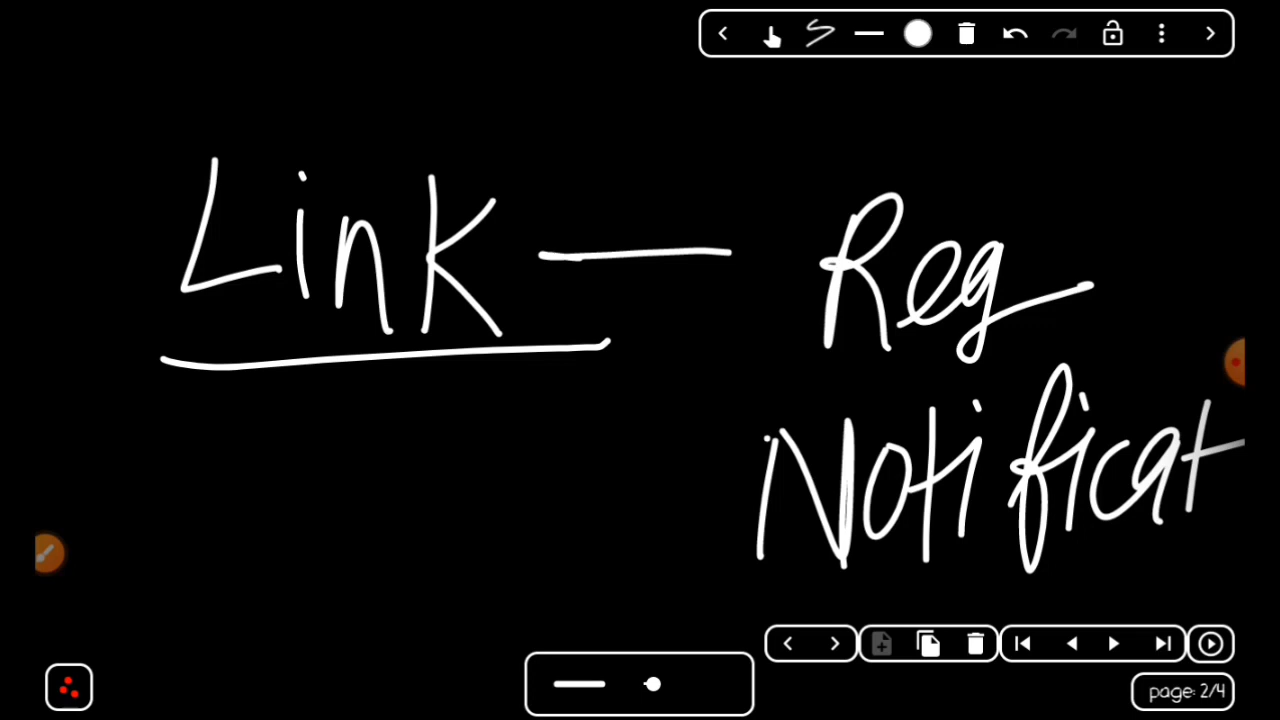 Link — Reg
Notificat
page: 2/4